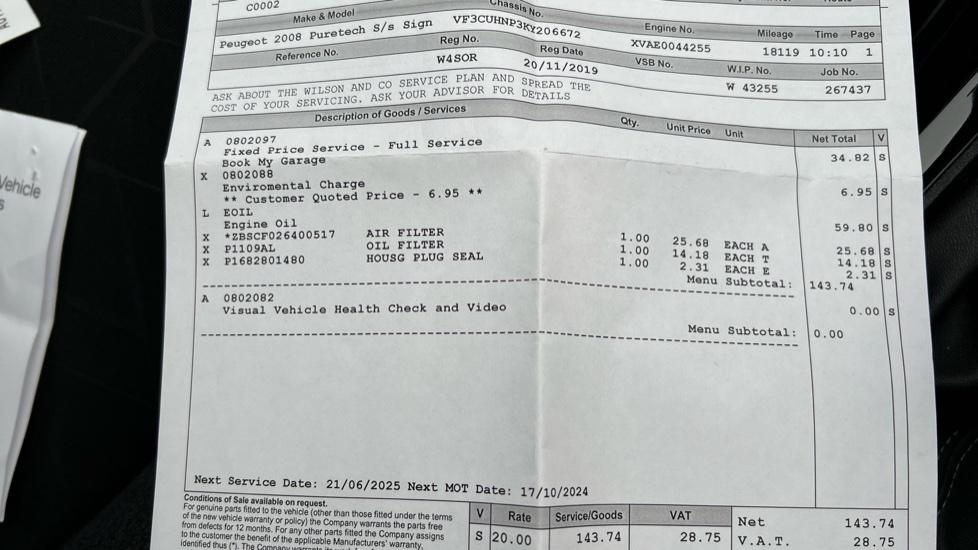 C0002
Make & Model
Chassis No.
Peugeot 2008 Puretech S/s Sign VF3CUHNP3KY206672
Engine No.
Mileage Time Page
XVAE0044255
18119 10:10 1
Reference No.
Reg No.
Reg Date
VSB No.
W.I.P. No.
Job No.
W4SOR
20/11/2019
W 43255
267437
ASK ABOUT THE WILSON AND CO SERVICE PLAN AND SPREAD THE
COST OF YOUR SERVICING. ASK YOUR ADVISOR FOR DETAILS
Description of Goods / Services Qty. Unit Price Unit Net Total V
A 0802097
Fixed Price Service - Full Service 34.82 S
Book My Garage
X 0802088
Enviromental Charge 6.95 S
** Customer Quoted Price - 6.95 **
L EOIL
Engine Oil 59.80 S
X *ZBSCF026400517 AIR FILTER 1.00 25.68 EACH A 25.68 S
X P1109AL OIL FILTER 1.00 14.18 EACH T 14.18 S
X P1682801480 HOUSG PLUG SEAL 1.00 2.31 EACH E 2.31 S
Menu Subtotal: 143.74
A 0802082
Visual Vehicle Health Check and Video 0.00 S
Menu Subtotal: 0.00
Next Service Date: 21/06/2025 Next MOT Date: 17/10/2024
Conditions of Sale available on request.
For genuine parts fitted to the vehicle (other than those fitted under the terms
of the new vehicle warranty or policy) the Company warrants the parts free
from defects for 12 months. For any other parts fitted the Company assigns
to the customer the benefit of the applicable Manufacturers' warranty,
identified thus (*). The Company
V Rate Service/Goods VAT
S 20.00 143.74 28.75
Net 143.74
V.A.T. 28.75
Vehicle